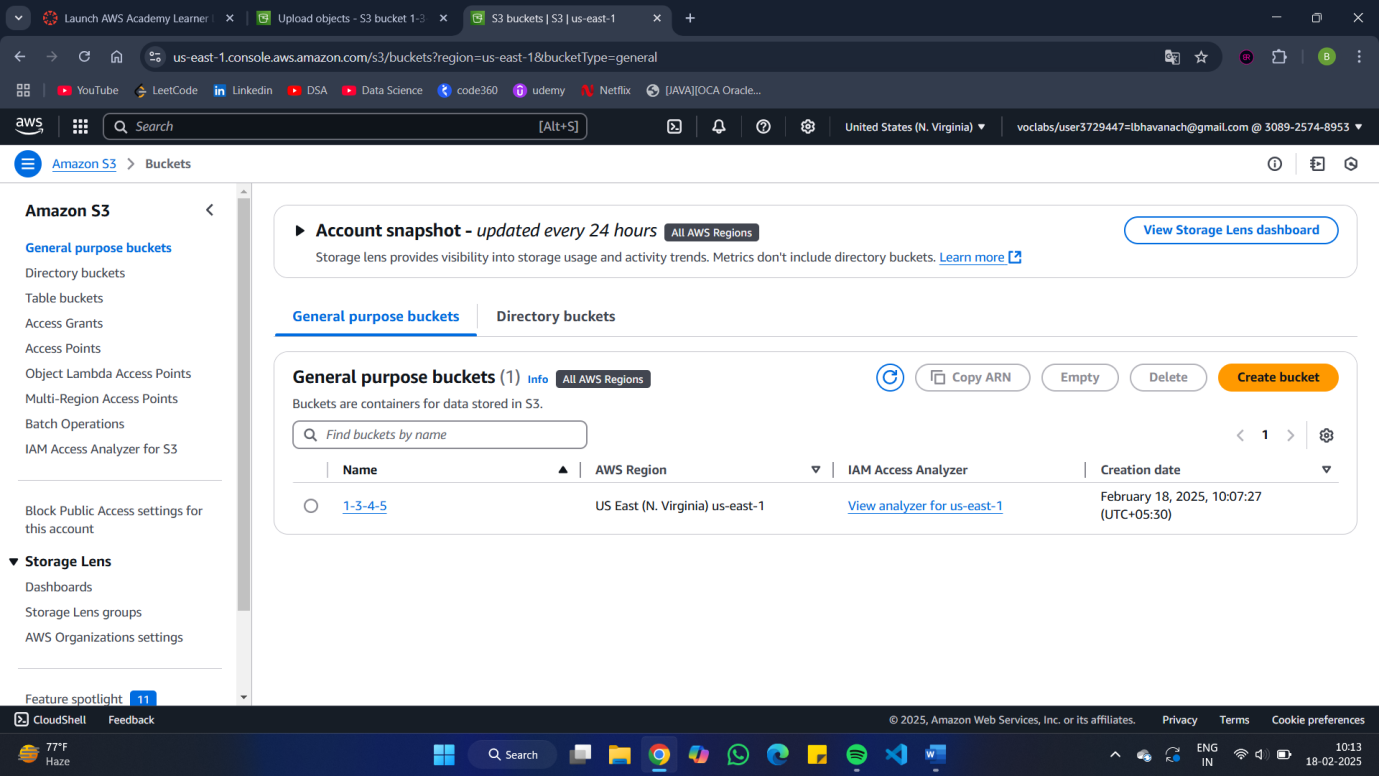 Launch AWS Academy Learner
Upload objects - S3 bucket 1-3-
S3 buckets | S3 | us-east-1
us-east-1.console.aws.amazon.com/s3/buckets?region=us-east-1&bucketType=general
B
YouTube
LeetCode
Linkedin
DSA
Data Science
code360
udemy
Netflix
[JAVA][OCA Oracle...
aws
Search
[Alt+S]
United States (N. Virginia)
voclabs/user3729447=lbhavanach@gmail.com @ 3089-2574-8953
Amazon S3
Buckets
Amazon S3
General purpose buckets
Directory buckets
Table buckets
Access Grants
Access Points
Object Lambda Access Points
Multi-Region Access Points
Batch Operations
IAM Access Analyzer for S3
Block Public Access settings for
this account
Storage Lens
Dashboards
Storage Lens groups
AWS Organizations settings
Feature spotlight 11
Account snapshot - updated every 24 hours All AWS Regions
View Storage Lens dashboard
Storage lens provides visibility into storage usage and activity trends. Metrics don't include directory buckets. Learn more
General purpose buckets
Directory buckets
General purpose buckets (1) Info All AWS Regions
Copy ARN
Empty
Delete
Create bucket
Buckets are containers for data stored in S3.
Find buckets by name
1
Name
AWS Region
IAM Access Analyzer
Creation date
1-3-4-5
US East (N. Virginia) us-east-1
View analyzer for us-east-1
February 18, 2025, 10:07:27
(UTC+05:30)
CloudShell
Feedback
© 2025, Amazon Web Services, Inc. or its affiliates.
Privacy
Terms
Cookie preferences
77°F
Haze
Search
ENG
IN
10:13
18-02-2025